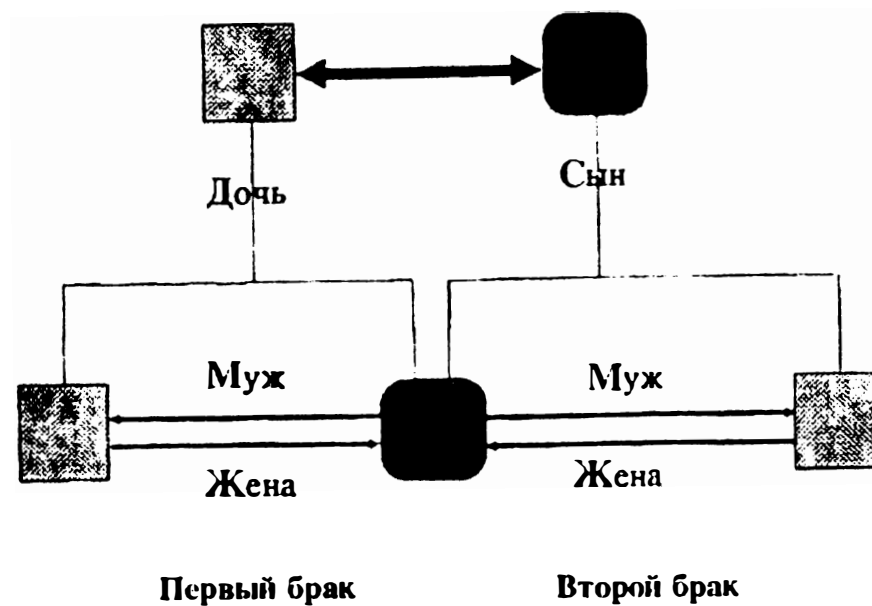 Дочь
Сын
Муж
Муж
Жена
Жена
Первый брак
Второй брак